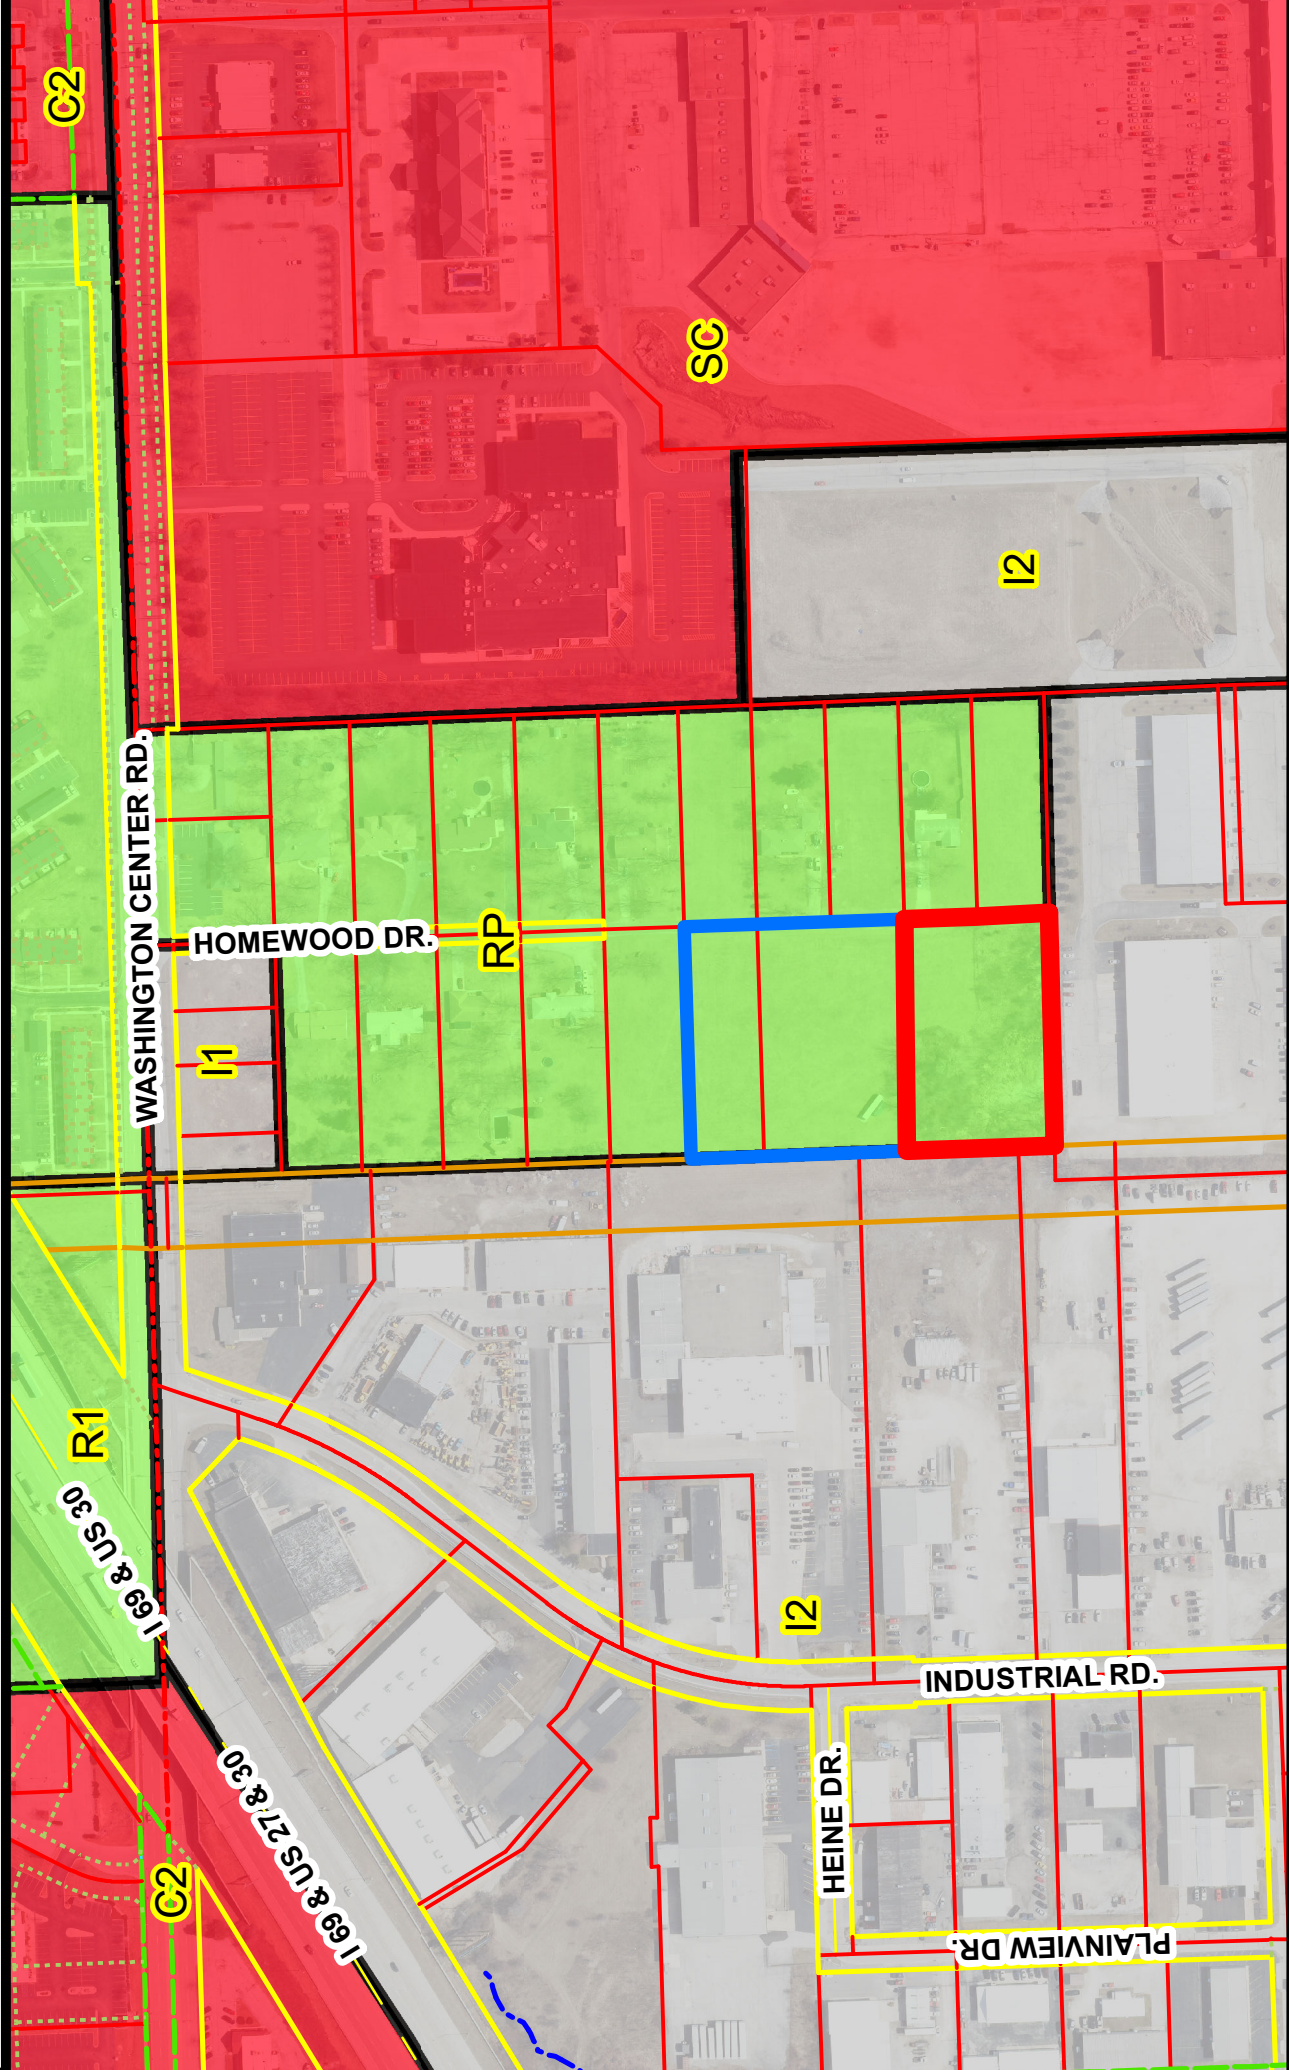 C2
SC
I2
WASHINGTON CENTER RD.
HOMEWOOD DR.
RP
I1
R1
I 69 & US 30
I2
INDUSTRIAL RD.
HEINE DR.
I 69 & US 27 & 30
C2
PLAINVIEW DR.